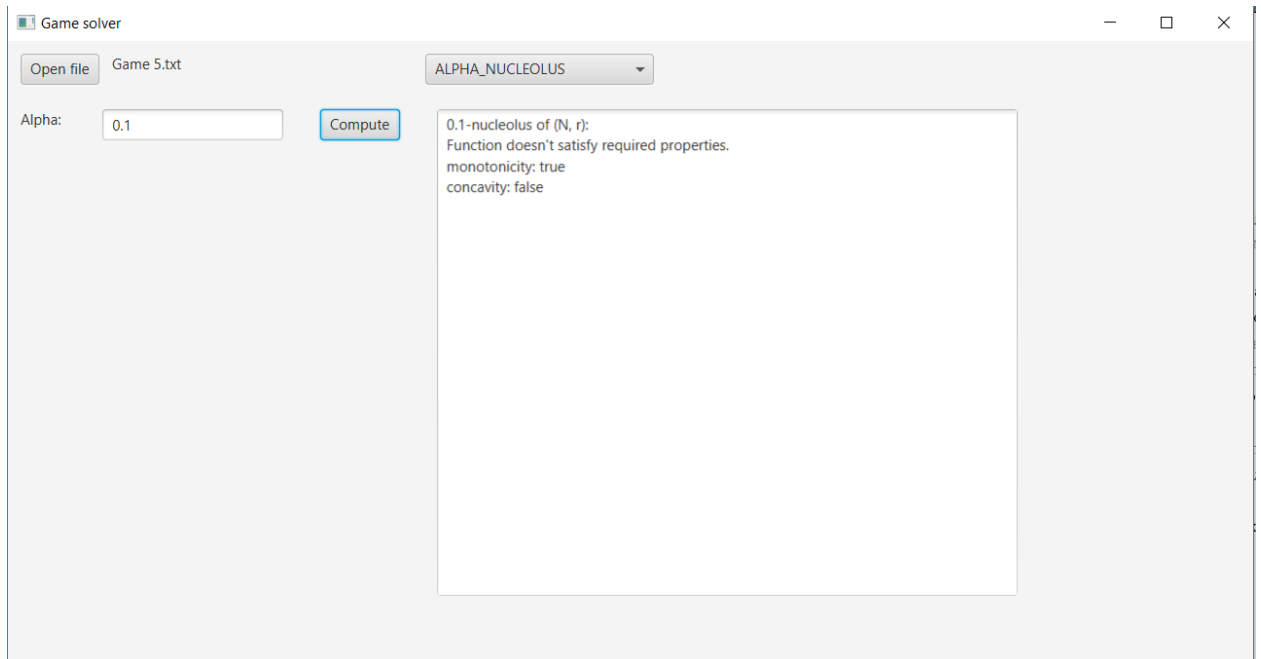 Game solver
Open file
Game 5.txt
ALPHA_NUCLEOLUS
Alpha:
0.1
Compute
0.1-nucleolus of (N, r):
Function doesn't satisfy required properties.
monotonicity: true
concavity: false